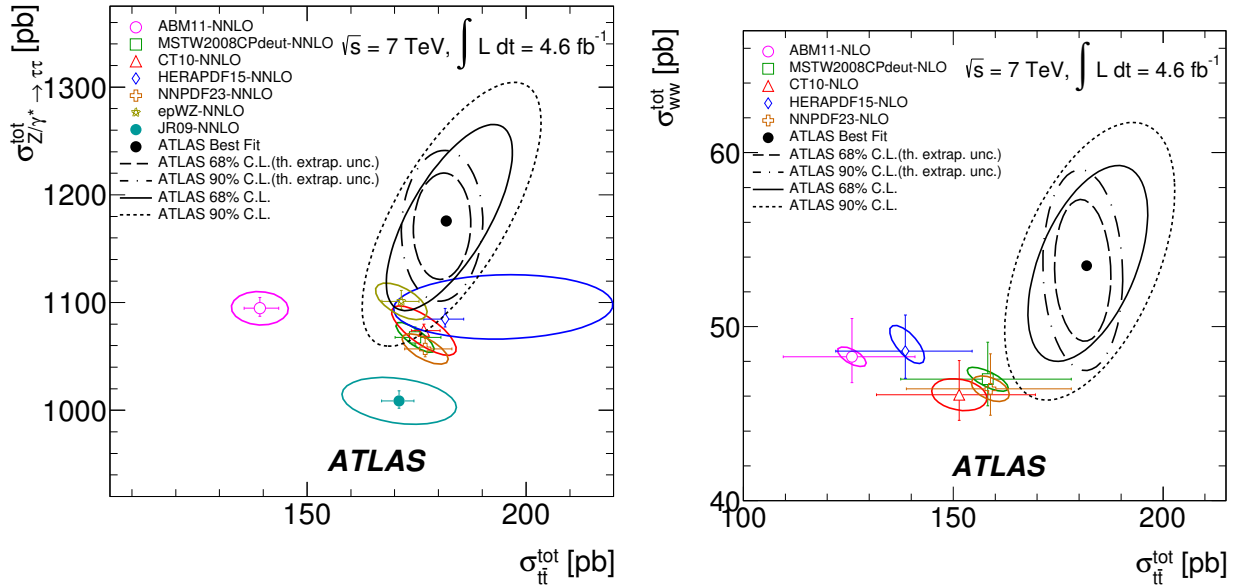 σ^tot_Z/γ*→ττ [pb]
ABM11-NNLO
MSTW2008CPdeut-NNLO
CT10-NNLO
HERAPDF15-NNLO
NNPDF23-NNLO
epWZ-NNLO
JR09-NNLO
ATLAS Best Fit
ATLAS 68% C.L.(th. extrap. unc.)
ATLAS 90% C.L.(th. extrap. unc.)
ATLAS 68% C.L.
ATLAS 90% C.L.
√s = 7 TeV, ∫ L dt = 4.6 fb⁻¹
1300
1200
1100
1000
ATLAS
150
200
σ^tot_tt̄ [pb]
σ^tot_WW [pb]
ABM11-NLO
MSTW2008CPdeut-NLO
CT10-NLO
HERAPDF15-NLO
NNPDF23-NLO
ATLAS Best Fit
ATLAS 68% C.L.(th. extrap. unc.)
ATLAS 90% C.L.(th. extrap. unc.)
ATLAS 68% C.L.
ATLAS 90% C.L.
√s = 7 TeV, ∫ L dt = 4.6 fb⁻¹
60
50
40
ATLAS
100
150
200
σ^tot_tt̄ [pb]